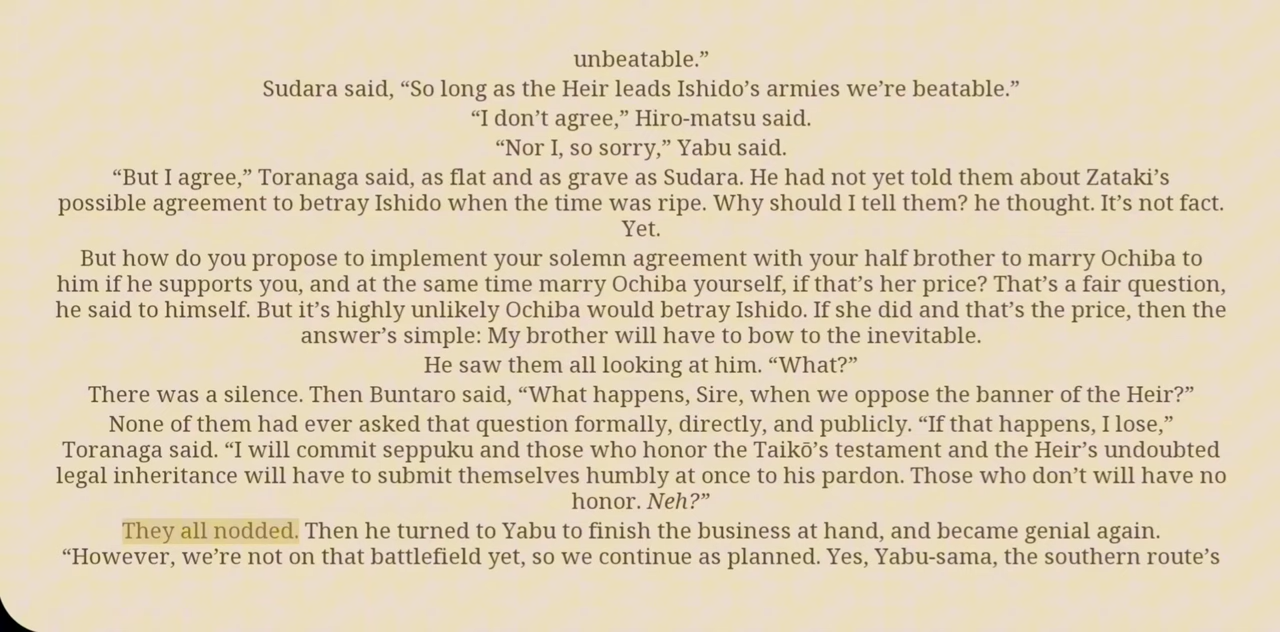 unbeatable.”
Sudara said, “So long as the Heir leads Ishido’s armies we’re beatable.”
“I don’t agree,” Hiro-matsu said.
“Nor I, so sorry,” Yabu said.
“But I agree,” Toranaga said, as flat and as grave as Sudara. He had not yet told them about Zataki’s
possible agreement to betray Ishido when the time was ripe. Why should I tell them? he thought. It’s not fact.
Yet.
But how do you propose to implement your solemn agreement with your half brother to marry Ochiba to
him if he supports you, and at the same time marry Ochiba yourself, if that’s her price? That’s a fair question,
he said to himself. But it’s highly unlikely Ochiba would betray Ishido. If she did and that’s the price, then the
answer’s simple: My brother will have to bow to the inevitable.
He saw them all looking at him. “What?”
There was a silence. Then Buntaro said, “What happens, Sire, when we oppose the banner of the Heir?”
None of them had ever asked that question formally, directly, and publicly. “If that happens, I lose,”
Toranaga said. “I will commit seppuku and those who honor the Taikō’s testament and the Heir’s undoubted
legal inheritance will have to submit themselves humbly at once to his pardon. Those who don’t will have no
honor. Neh?”
They all nodded. Then he turned to Yabu to finish the business at hand, and became genial again.
“However, we’re not on that battlefield yet, so we continue as planned. Yes, Yabu-sama, the southern route’s